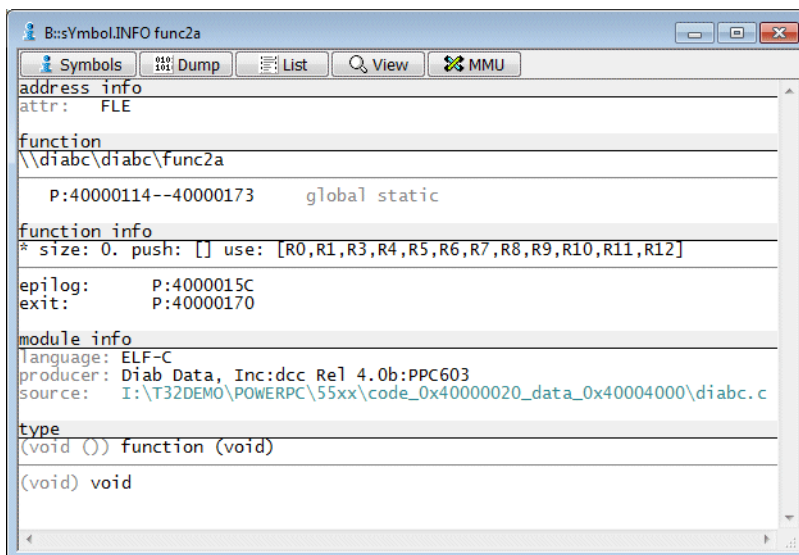 B::sYmbol.INFO func2a
Symbols Dump List View MMU
address info
attr: FLE
function
\\diabc\diabc\func2a
P:40000114--40000173 global static
function info
* size: 0. push: [] use: [R0,R1,R3,R4,R5,R6,R7,R8,R9,R10,R11,R12]
epilog: P:4000015C
exit: P:40000170
module info
language: ELF-C
producer: Diab Data, Inc:dcc Rel 4.0b:PPC603
source: I:\T32DEMO\POWERPC\55xx\code_0x40000020_data_0x40004000\diabc.c
type
(void ()) function (void)
(void) void